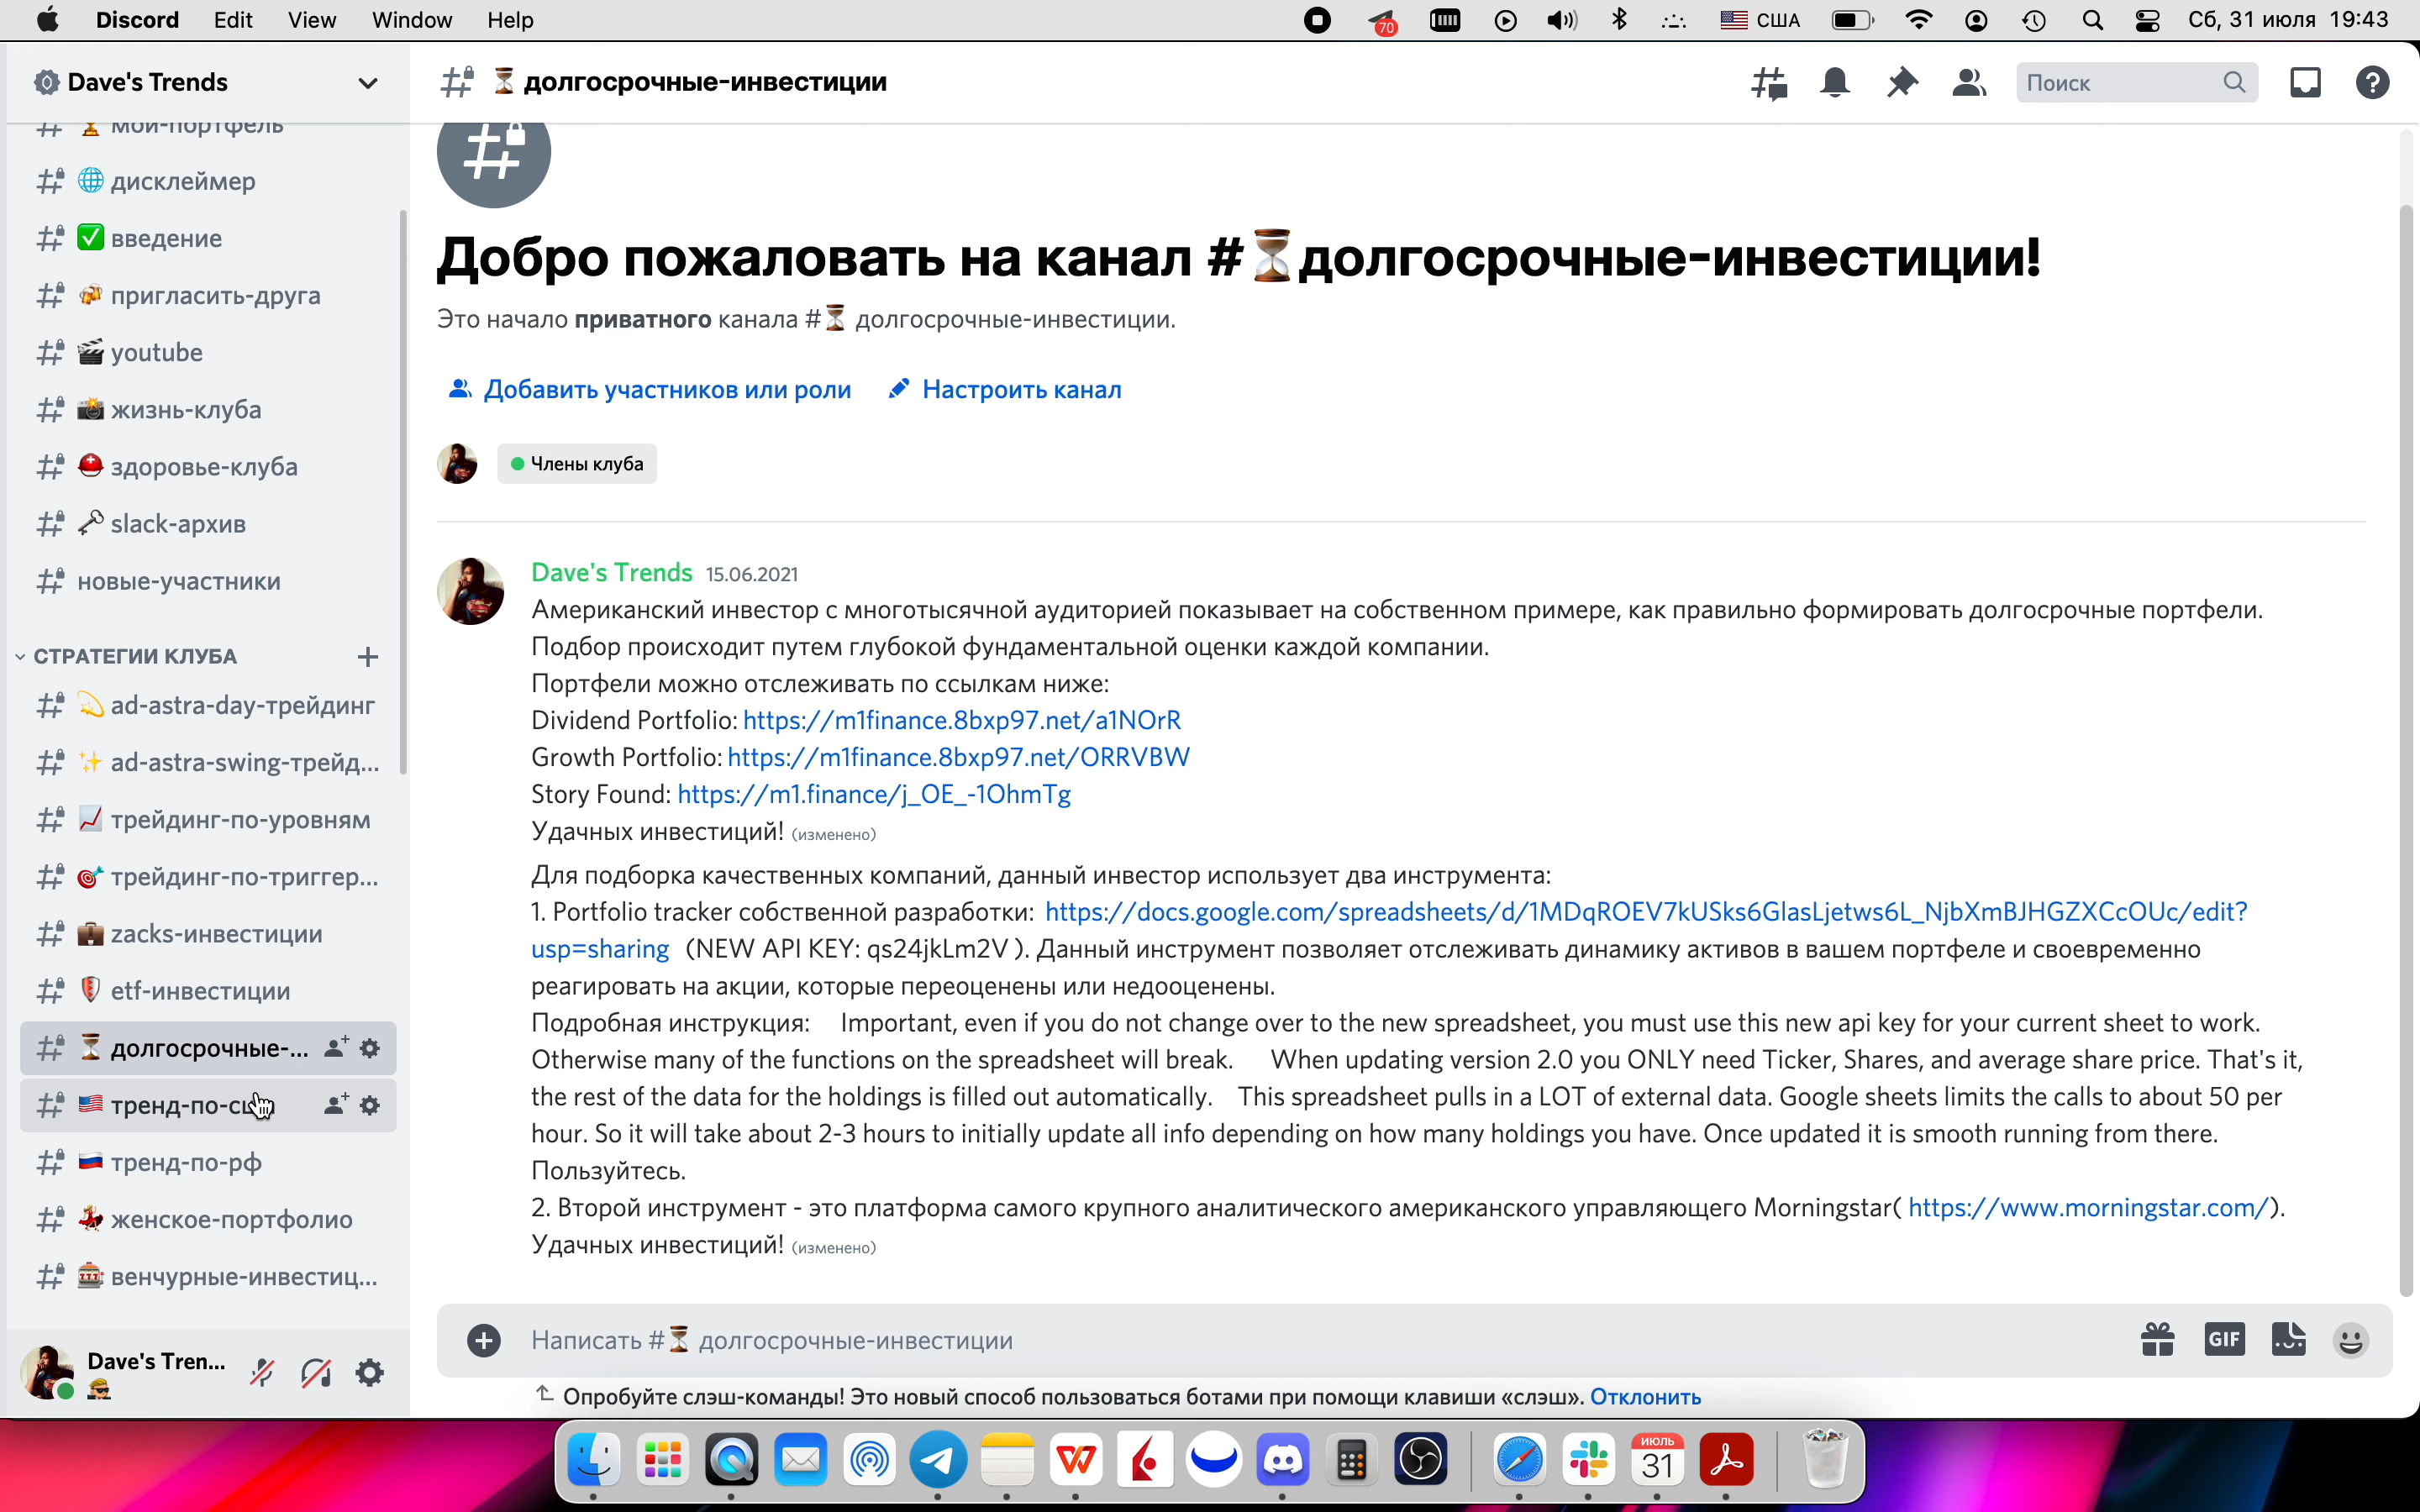 Discord Edit View Window Help
70 США Сб, 31 июля 19:43
Dave's Trends
мой-портфель
дисклеймер
введение
пригласить-друга
youtube
жизнь-клуба
здоровье-клуба
slack-архив
новые-участники
СТРАТЕГИИ КЛУБА
ad-astra-day-трейдинг
ad-astra-swing-трейд...
трейдинг-по-уровням
трейдинг-по-триггер...
zacks-инвестиции
etf-инвестиции
долгосрочные-...
тренд-по-сша
тренд-по-рф
женское-портфолио
венчурные-инвестиц...
Dave's Tren...
# долгосрочные-инвестиции
Поиск
Добро пожаловать на канал #долгосрочные-инвестиции!
Это начало приватного канала # долгосрочные-инвестиции.
Добавить участников или роли Настроить канал
Члены клуба
Dave's Trends 15.06.2021
Американский инвестор с многотысячной аудиторией показывает на собственном примере, как правильно формировать долгосрочные портфели.
Подбор происходит путем глубокой фундаментальной оценки каждой компании.
Портфели можно отслеживать по ссылкам ниже:
Dividend Portfolio: https://m1finance.8bxp97.net/a1NOrR
Growth Portfolio: https://m1finance.8bxp97.net/ORRVBW
Story Found: https://m1.finance/j_OE_-1OhmTg
Удачных инвестиций! (изменено)
Для подборка качественных компаний, данный инвестор использует два инструмента:
1. Portfolio tracker собственной разработки: https://docs.google.com/spreadsheets/d/1MDqROEV7kUSks6GlasLjetws6L_NjbXmBJHGZXCcOUc/edit?
usp=sharing (NEW API KEY: qs24jkLm2V ). Данный инструмент позволяет отслеживать динамику активов в вашем портфеле и своевременно
реагировать на акции, которые переоценены или недооценены.
Подробная инструкция: Important, even if you do not change over to the new spreadsheet, you must use this new api key for your current sheet to work.
Otherwise many of the functions on the spreadsheet will break. When updating version 2.0 you ONLY need Ticker, Shares, and average share price. That's it,
the rest of the data for the holdings is filled out automatically. This spreadsheet pulls in a LOT of external data. Google sheets limits the calls to about 50 per
hour. So it will take about 2-3 hours to initially update all info depending on how many holdings you have. Once updated it is smooth running from there.
Пользуйтесь.
2. Второй инструмент - это платформа самого крупного аналитического американского управляющего Morningstar( https://www.morningstar.com/).
Удачных инвестиций! (изменено)
Написать # долгосрочные-инвестиции
GIF
Опробуйте слэш-команды! Это новый способ пользоваться ботами при помощи клавиши «слэш». Отклонить
ИЮЛЬ
31